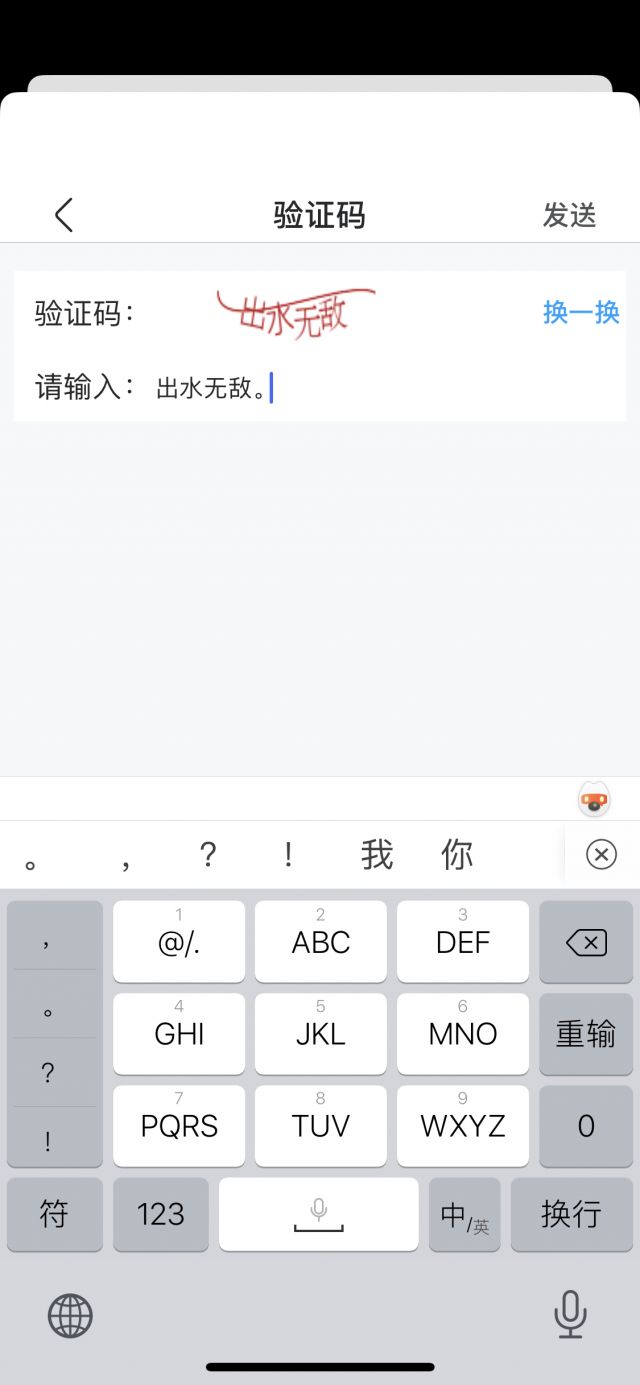 验证码
发送
验证码：
出水无敌
换一换
请输入：
出水无敌。
。 ， ? ! 我 你
，
。
?
!
1
@/.
2
ABC
3
DEF
4
GHI
5
JKL
6
MNO
重输
7
PQRS
8
TUV
9
WXYZ
0
符
123
中/英
换行